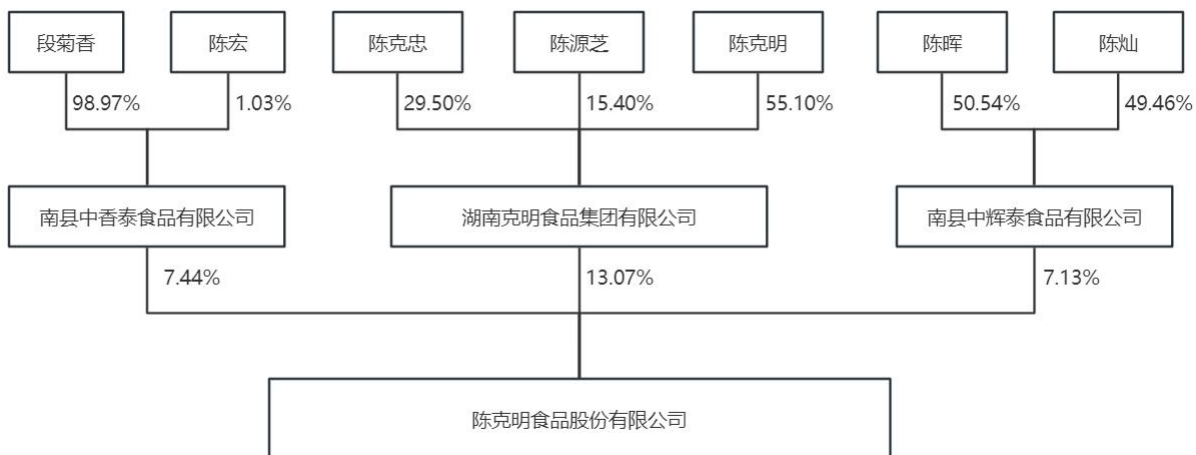 段菊香
陈宏
陈克忠
陈源芝
陈克明
陈晖
陈灿
98.97%
1.03%
29.50%
15.40%
55.10%
50.54%
49.46%
南县中香泰食品有限公司
湖南克明食品集团有限公司
南县中辉泰食品有限公司
7.44%
13.07%
7.13%
陈克明食品股份有限公司